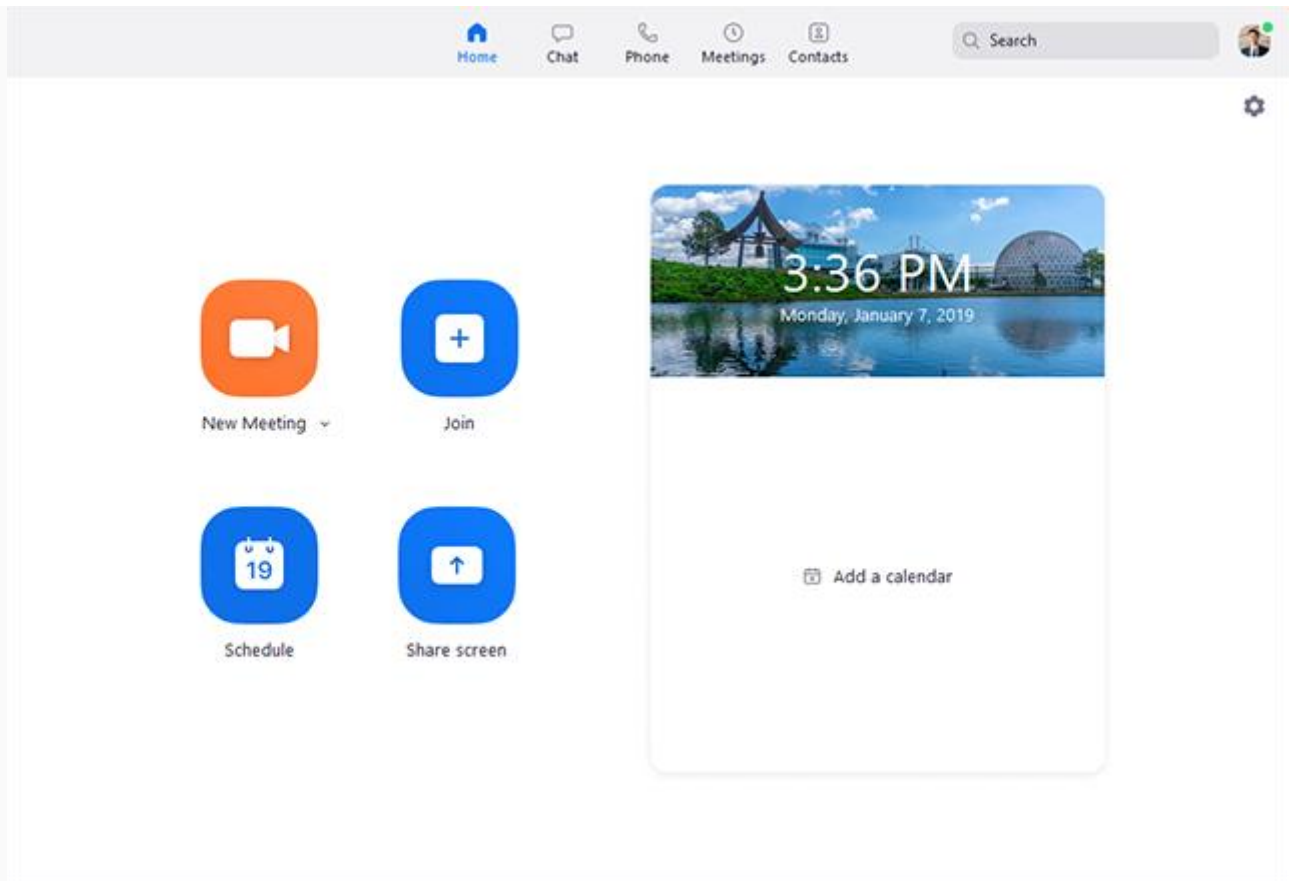 Home
Chat
Phone
Meetings
Contacts
Search
New Meeting
Join
Schedule
19
Share screen
3:36 PM
Monday, January 7, 2019
Add a calendar